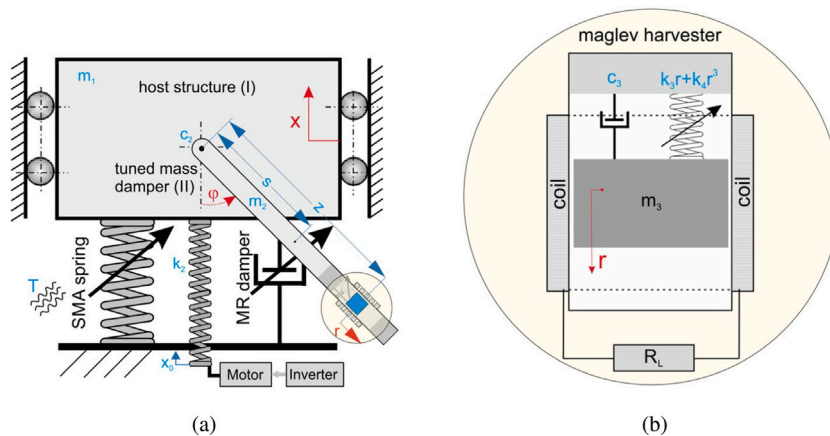 m₁
host structure (I)
x
c₂
tuned mass
damper (II)
φ
s
z
m₂
SMA spring
T
k₂
MR damper
r
x₀
Motor
Inverter
(a)
maglev harvester
c₃
k₃r+k₄r³
coil
coil
m₃
r
R_L
(b)